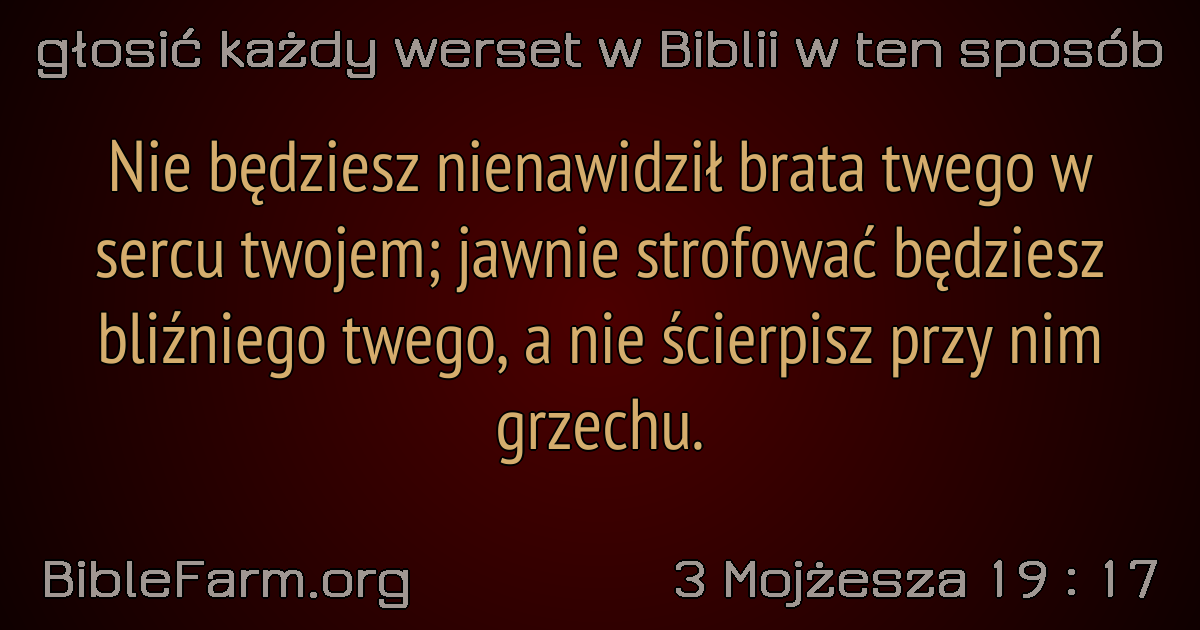 głosić każdy werset w Biblii w ten sposób
Nie będziesz nienawidził brata twego w
sercu twojem; jawnie strofować będziesz
bliźniego twego, a nie ścierpisz przy nim
grzechu.
BibleFarm.org
3 Mojżesza 19 : 17